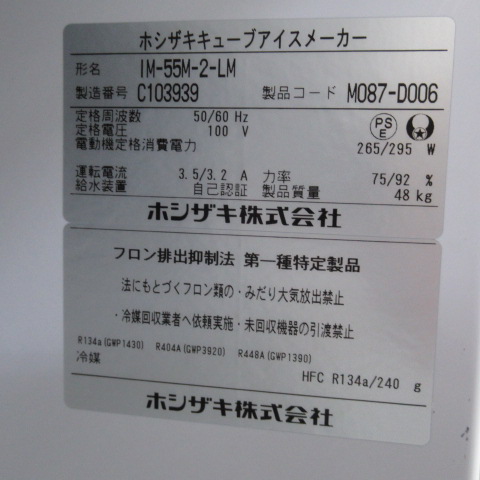 ホシザキキューブアイスメーカー
形名 IM-55M-2-LM
製造番号 C103939 製品コード M087-D006
定格周波数 50/60 Hz
定格電圧 100 V
電動機定格消費電力 265/295 W
PSE
運転電流 3.5/3.2 A 力率 75/92 %
給水装置 自己認証 製品質量 48 kg
ホシザキ株式会社
フロン排出抑制法 第一種特定製品
法にもとづくフロン類の・みだり大気放出禁止
・冷媒回収業者へ依頼実施・未回収機器の引渡禁止
R134a(GWP1430) R404A(GWP3920) R448A(GWP1390)
冷媒 HFC R134a/240 g
ホシザキ株式会社